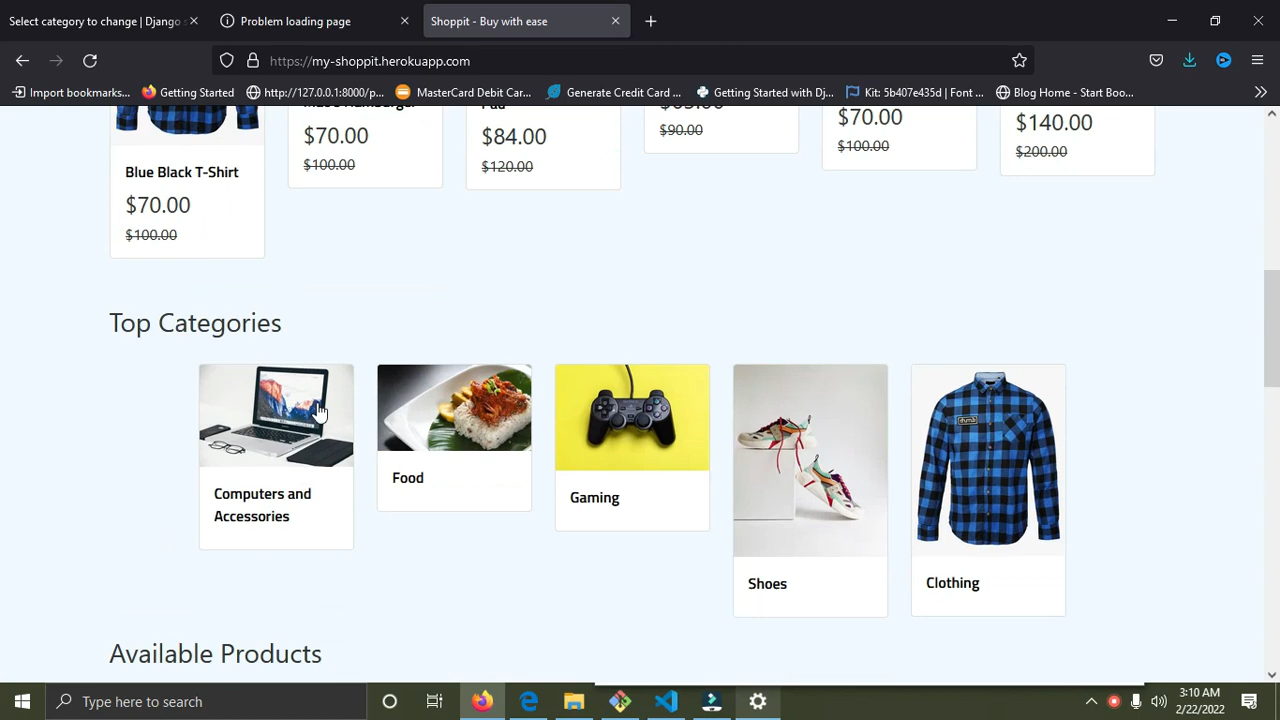 Select category to change | Django s
Problem loading page
Shoppit - Buy with ease
https://my-shoppit.herokuapp.com
Import bookmarks...
Getting Started
http://127.0.0.1:8000/p...
MasterCard Debit Car...
Generate Credit Card ...
Getting Started with Dj...
Kit: 5b407e435d | Font ...
Blog Home - Start Boo...
Blue Black T-Shirt
$70.00
$100.00
$70.00
$100.00
$84.00
$120.00
$90.00
$70.00
$100.00
$140.00
$200.00
Top Categories
Computers and
Accessories
Food
Gaming
Shoes
Clothing
Available Products
Type here to search
3:10 AM
2/22/2022